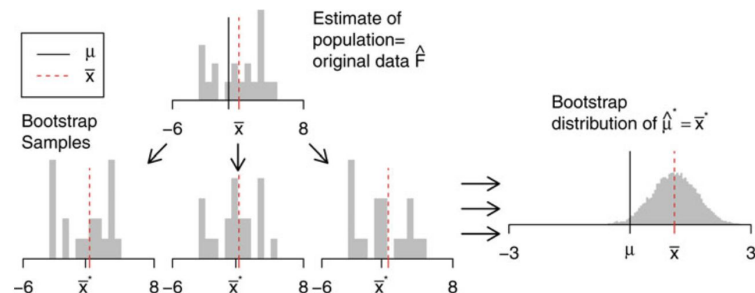 μ
x̄
Estimate of
population=
original data F̂
-6
x̄
8
Bootstrap
Samples
Bootstrap
distribution of μ̂* = x̄*
-6
x̄*
8
-6
x̄*
8
-6
x̄*
8
-3
μ
x̄
3